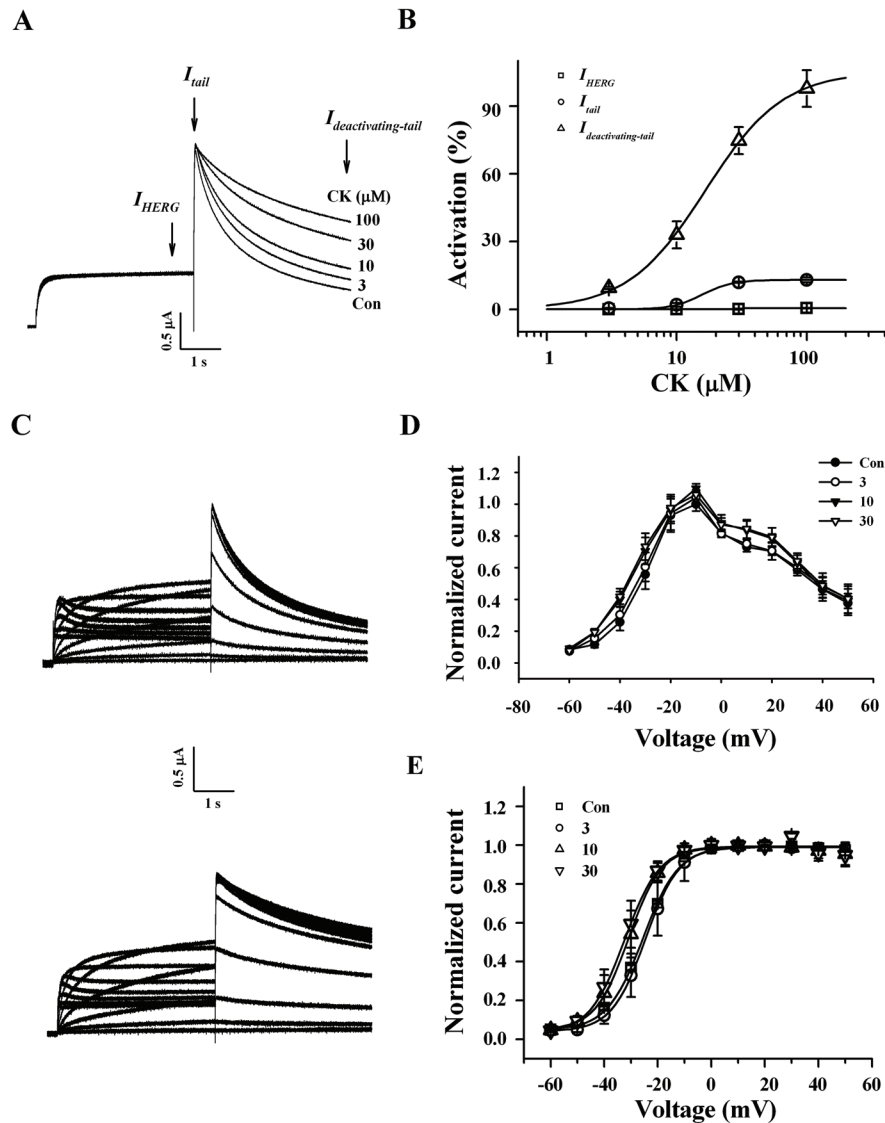 A
I_tail
I_deactivating-tail
I_HERG
CK (μM)
100
30
10
3
Con
0.5 μA
1 s
B
I_HERG
I_tail
I_deactivating-tail
Activation (%)
90
60
30
0
1 10 100
CK (μM)
C
0.5 μA
1 s
D
Con
3
10
30
Normalized current
1.2
1.0
0.8
0.6
0.4
0.2
0.0
-80 -60 -40 -20 0 20 40 60
Voltage (mV)
E
Con
3
10
30
Normalized current
1.2
1.0
0.8
0.6
0.4
0.2
0.0
-60 -40 -20 0 20 40 60
Voltage (mV)